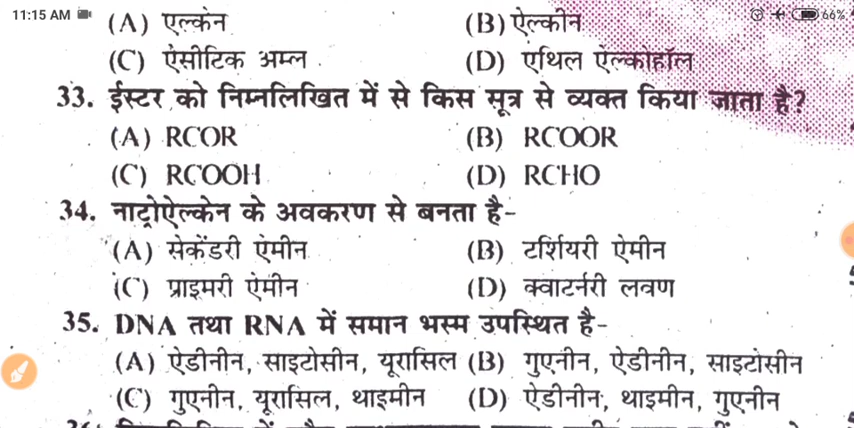 11:15 AM 66%
(A) एल्केन (B) ऐल्कीन
(C) ऐसीटिक अम्ल (D) एथिल ऐल्कोहॉल
33. ईस्टर को निम्नलिखित में से किस सूत्र से व्यक्त किया जाता है?
(A) RCOR (B) RCOOR
(C) RCOOH (D) RCHO
34. नाट्रोऐल्केन के अवकरण से बनता है-
(A) सेकेंडरी ऐमीन (B) टर्शियरी ऐमीन
(C) प्राइमरी ऐमीन (D) क्वाटर्नरी लवण
35. DNA तथा RNA में समान भस्म उपस्थित है-
(A) ऐडीनीन, साइटोसीन, यूरासिल (B) गुएनीन, ऐडीनीन, साइटोसीन
(C) गुएनीन, यूरासिल, थाइमीन (D) ऐडीनीन, थाइमीन, गुएनीन